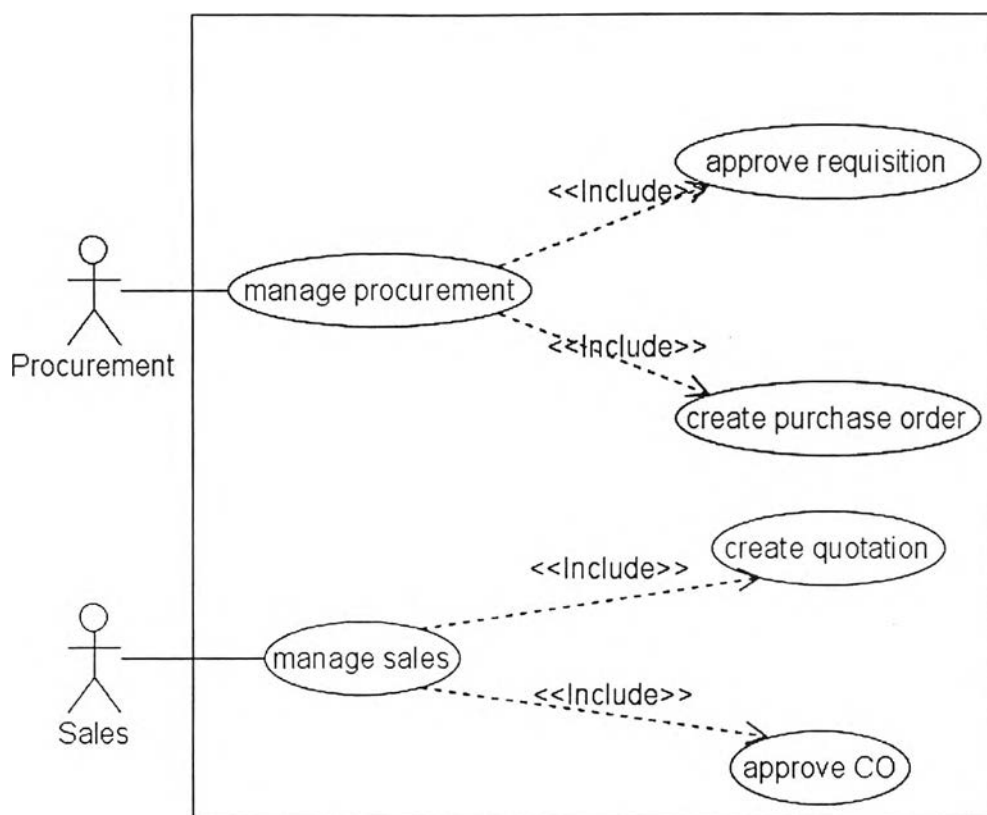 approve requisition
<<Include>>
manage procurement
Procurement
<<Include>>
create purchase order
create quotation
<<Include>>
manage sales
Sales
<<Include>>
approve CO